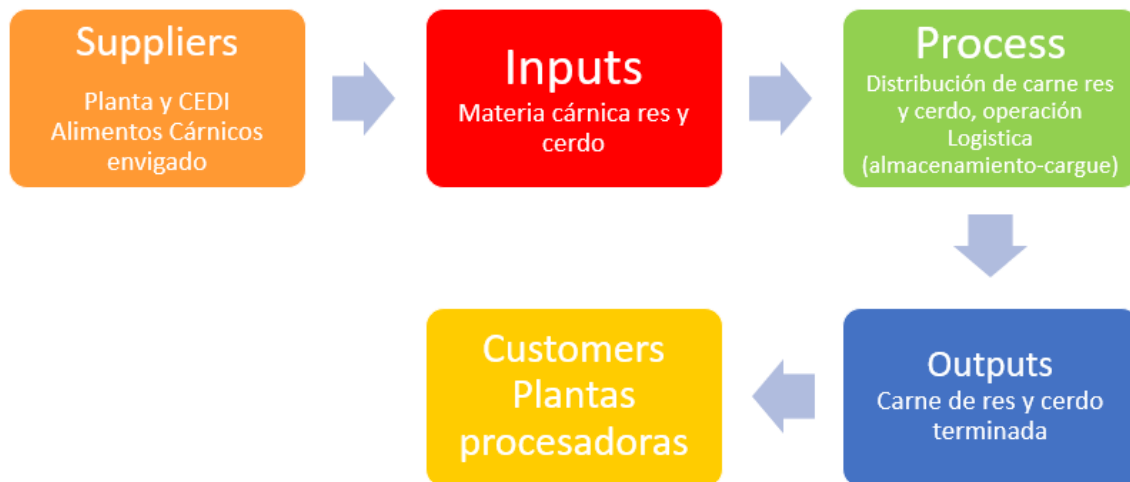 Suppliers
Planta y CEDI
Alimentos Cárnicos
envigado
Inputs
Materia cárnica res y
cerdo
Process
Distribución de carne res
y cerdo, operación
Logistica
(almacenamiento-cargue)
Outputs
Carne de res y cerdo
terminada
Customers
Plantas
procesadoras